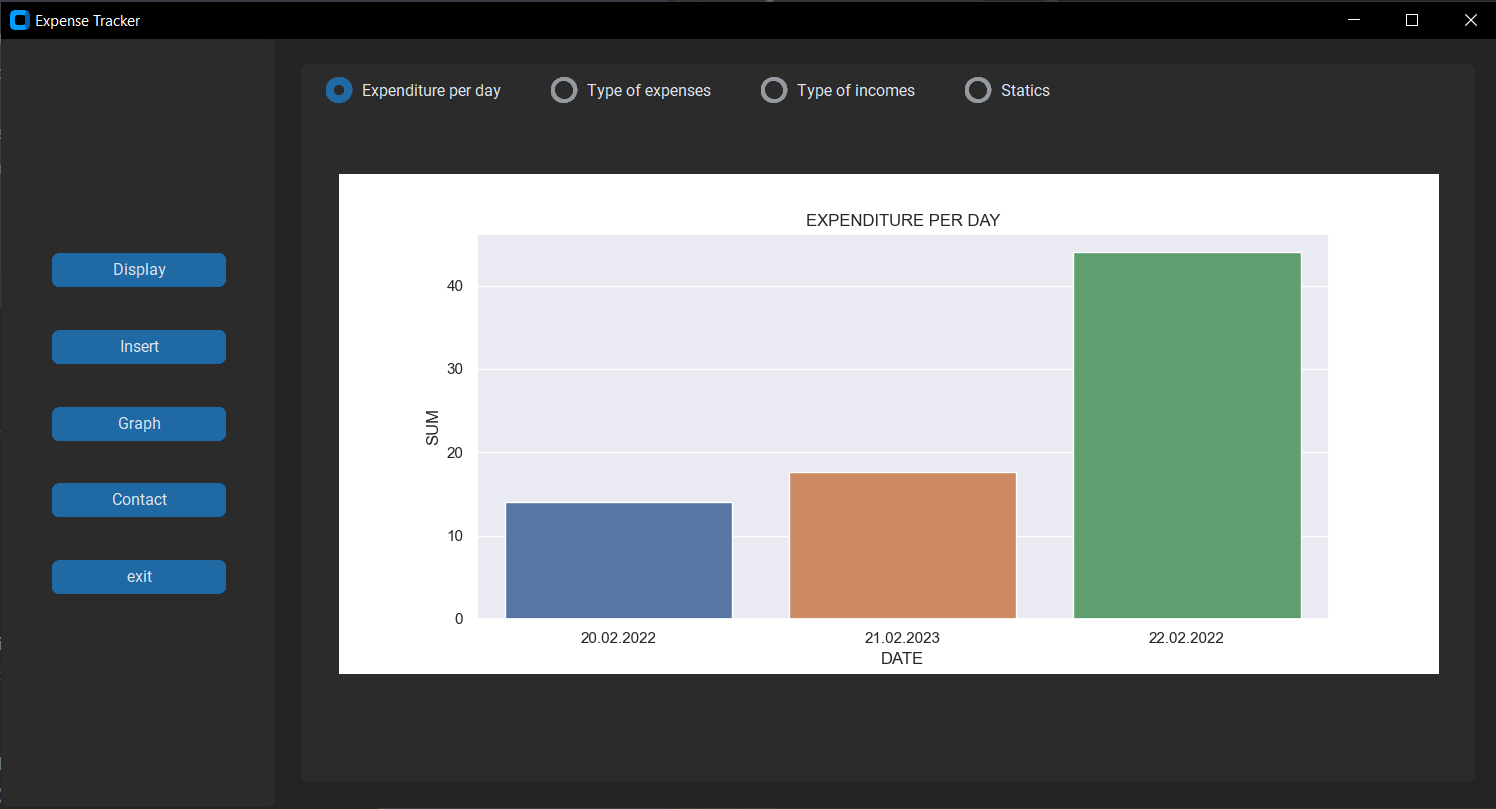 Expense Tracker
Expenditure per day
Type of expenses
Type of incomes
Statics
Display
Insert
Graph
Contact
exit
EXPENDITURE PER DAY
SUM
40
30
20
10
0
20.02.2022
21.02.2023
22.02.2022
DATE